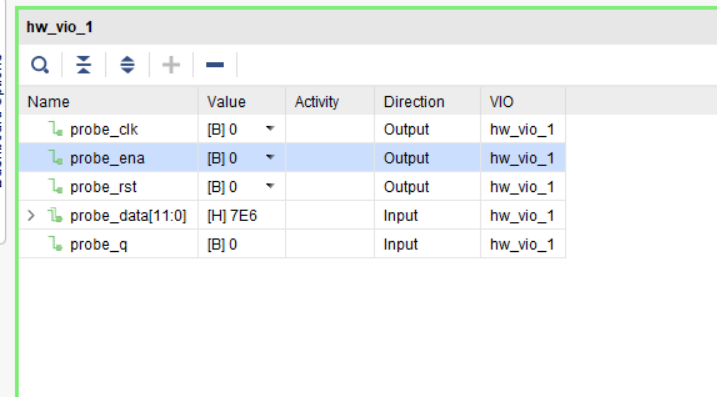 hw_vio_1
Name Value Activity Direction VIO
probe_clk [B] 0 Output hw_vio_1
probe_ena [B] 0 Output hw_vio_1
probe_rst [B] 0 Output hw_vio_1
probe_data[11:0] [H] 7E6 Input hw_vio_1
probe_q [B] 0 Input hw_vio_1